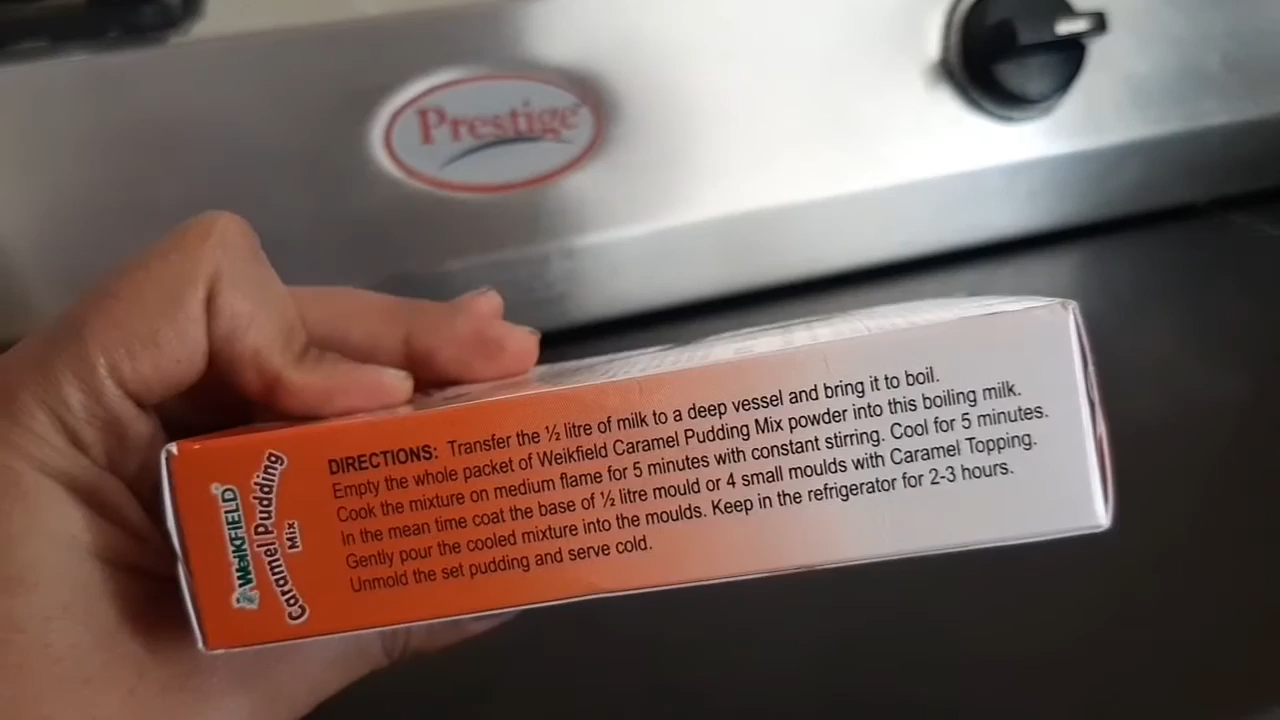 Prestige
WeiKFiELD®
Caramel Pudding
Mix
DIRECTIONS: Transfer the ½ litre of milk to a deep vessel and bring it to boil.
Empty the whole packet of Weikfield Caramel Pudding Mix powder into this boiling milk.
Cook the mixture on medium flame for 5 minutes with constant stirring. Cool for 5 minutes.
In the mean time coat the base of ½ litre mould or 4 small moulds with Caramel Topping.
Gently pour the cooled mixture into the moulds. Keep in the refrigerator for 2-3 hours.
Unmold the set pudding and serve cold.